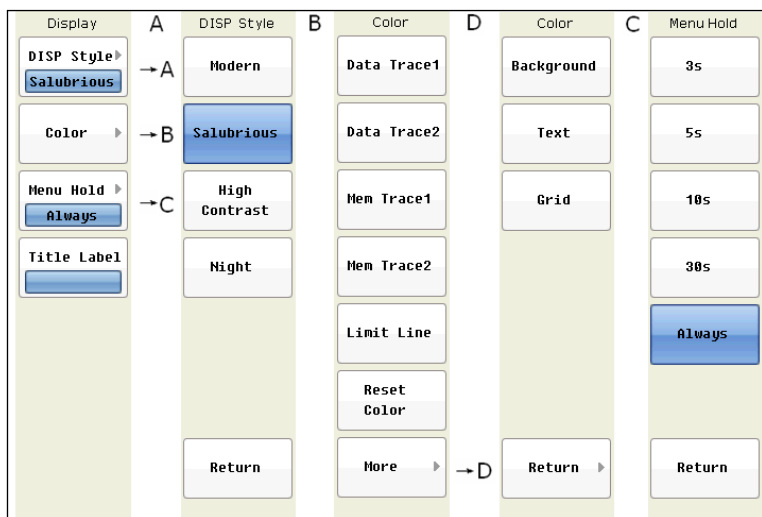 Display
A
DISP Style
B
Color
D
Color
C
Menu Hold
DISP Style
Salubrious
→A
Color
→B
Menu Hold
Always
→C
Title Label
Modern
Salubrious
High
Contrast
Night
Return
Data Trace1
Data Trace2
Mem Trace1
Mem Trace2
Limit Line
Reset
Color
More
→D
Background
Text
Grid
Return
3s
5s
10s
30s
Always
Return